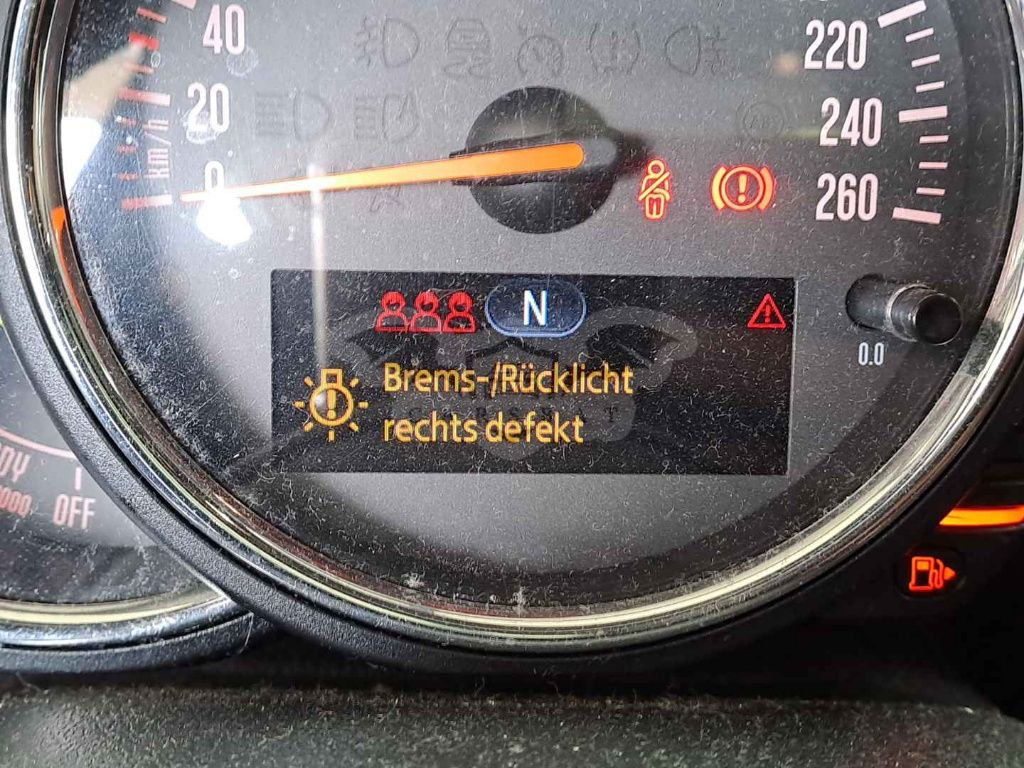 40
20
0
km/h
220
240
260
N
0.0
Brems-/Rücklicht
rechts defekt
OFF